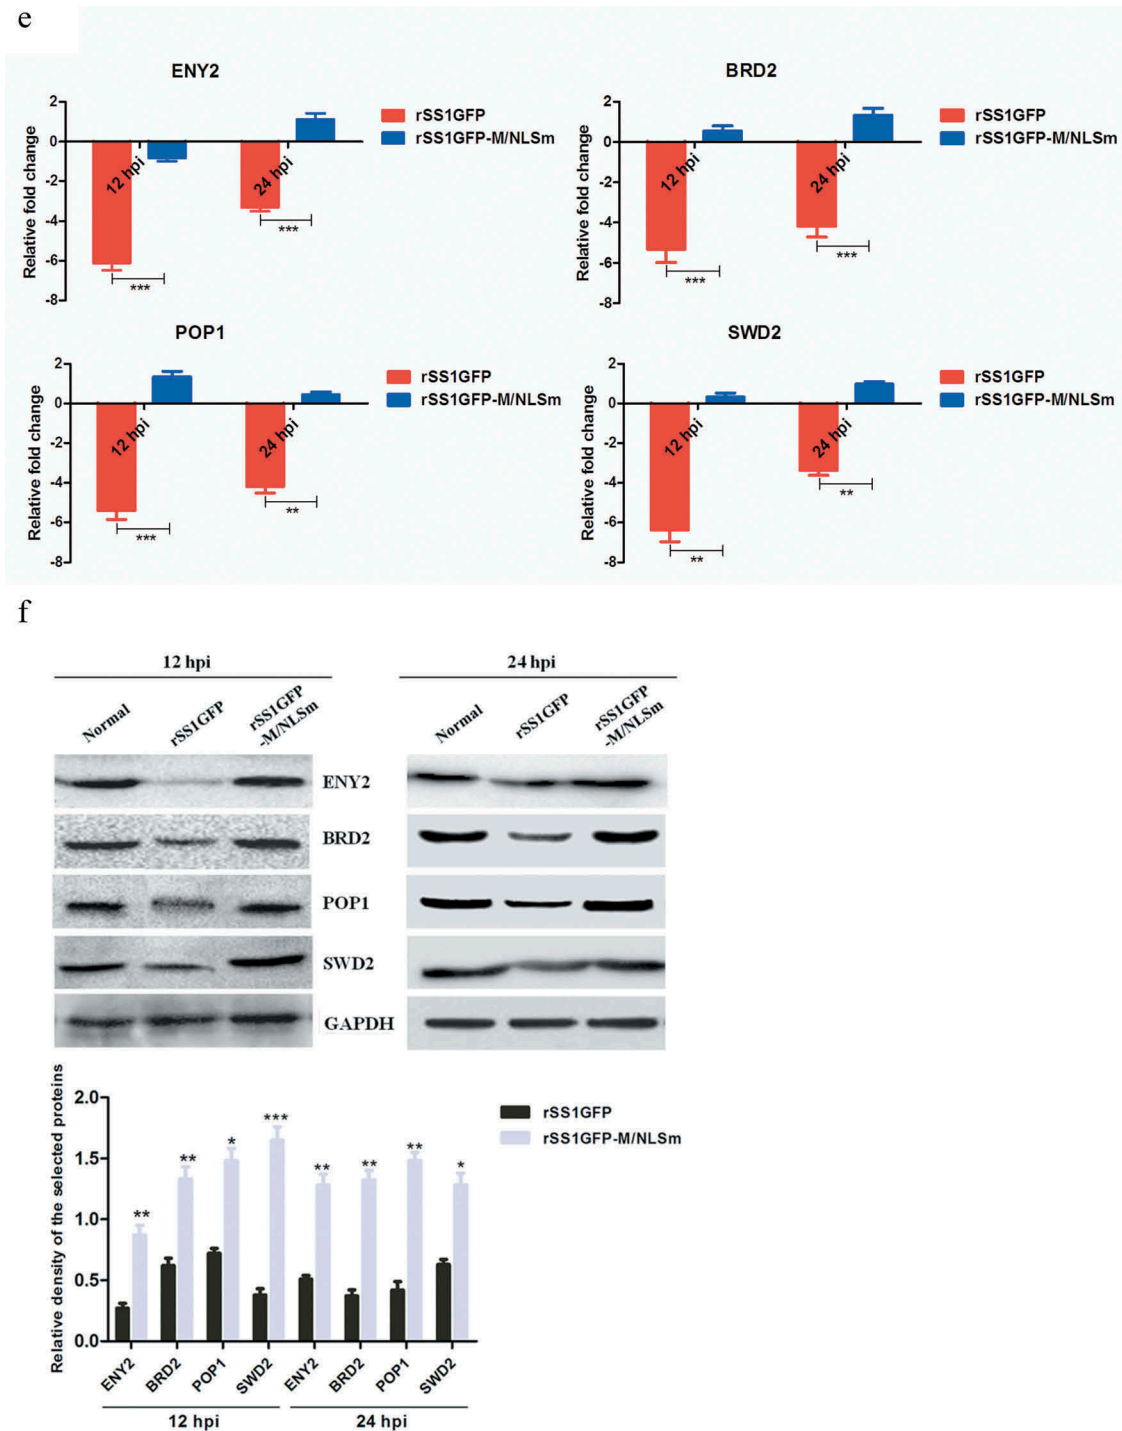 e
ENY2
Relative fold change
2
0
-2
-4
-6
-8
12 hpi
24 hpi
***
***
rSS1GFP
rSS1GFP-M/NLSm
BRD2
Relative fold change
2
0
-2
-4
-6
-8
12 hpi
24 hpi
***
***
rSS1GFP
rSS1GFP-M/NLSm
POP1
Relative fold change
2
0
-2
-4
-6
-8
12 hpi
24 hpi
***
**
rSS1GFP
rSS1GFP-M/NLSm
SWD2
Relative fold change
2
0
-2
-4
-6
-8
12 hpi
24 hpi
**
**
rSS1GFP
rSS1GFP-M/NLSm
f
12 hpi
24 hpi
Normal
rSS1GFP
rSS1GFP
-M/NLSm
Normal
rSS1GFP
rSS1GFP
-M/NLSm
ENY2
BRD2
POP1
SWD2
GAPDH
Relative density of the selected proteins
2.0
1.5
1.0
0.5
0.0
**
**
*
***
**
**
**
*
rSS1GFP
rSS1GFP-M/NLSm
ENY2
BRD2
POP1
SWD2
ENY2
BRD2
POP1
SWD2
12 hpi
24 hpi